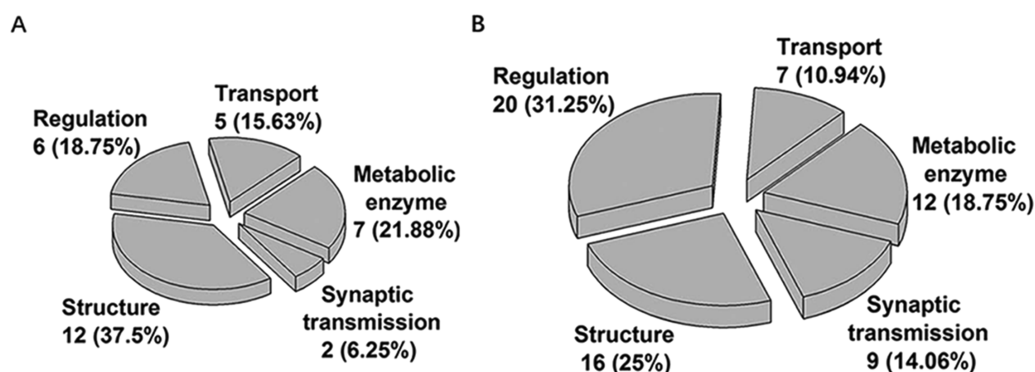 A
Transport
5 (15.63%)
Regulation
6 (18.75%)
Metabolic
enzyme
7 (21.88%)
Synaptic
transmission
2 (6.25%)
Structure
12 (37.5%)
B
Transport
7 (10.94%)
Regulation
20 (31.25%)
Metabolic
enzyme
12 (18.75%)
Synaptic
transmission
9 (14.06%)
Structure
16 (25%)